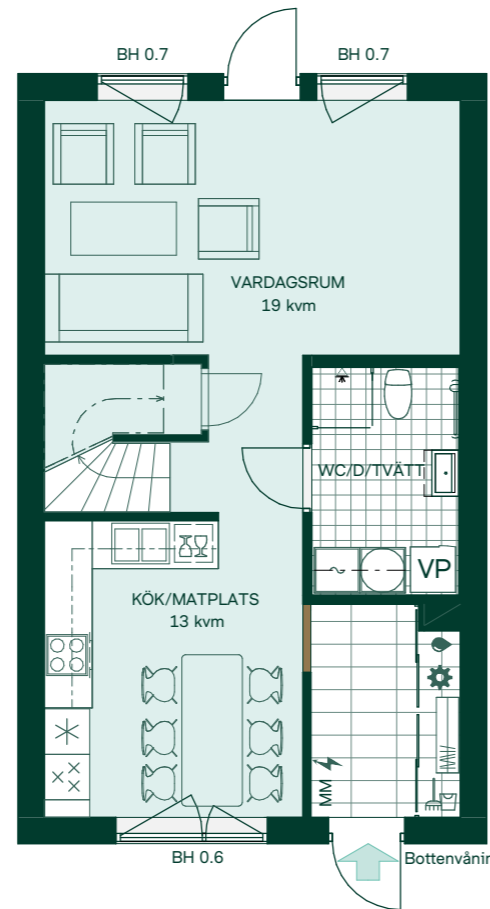 BH 0.7
BH 0.7
VARDAGSRUM
19 kvm
WC/D/TVÄTT
VP
KÖK/MATPLATS
13 kvm
MM
BH 0.6
Bottenvånin